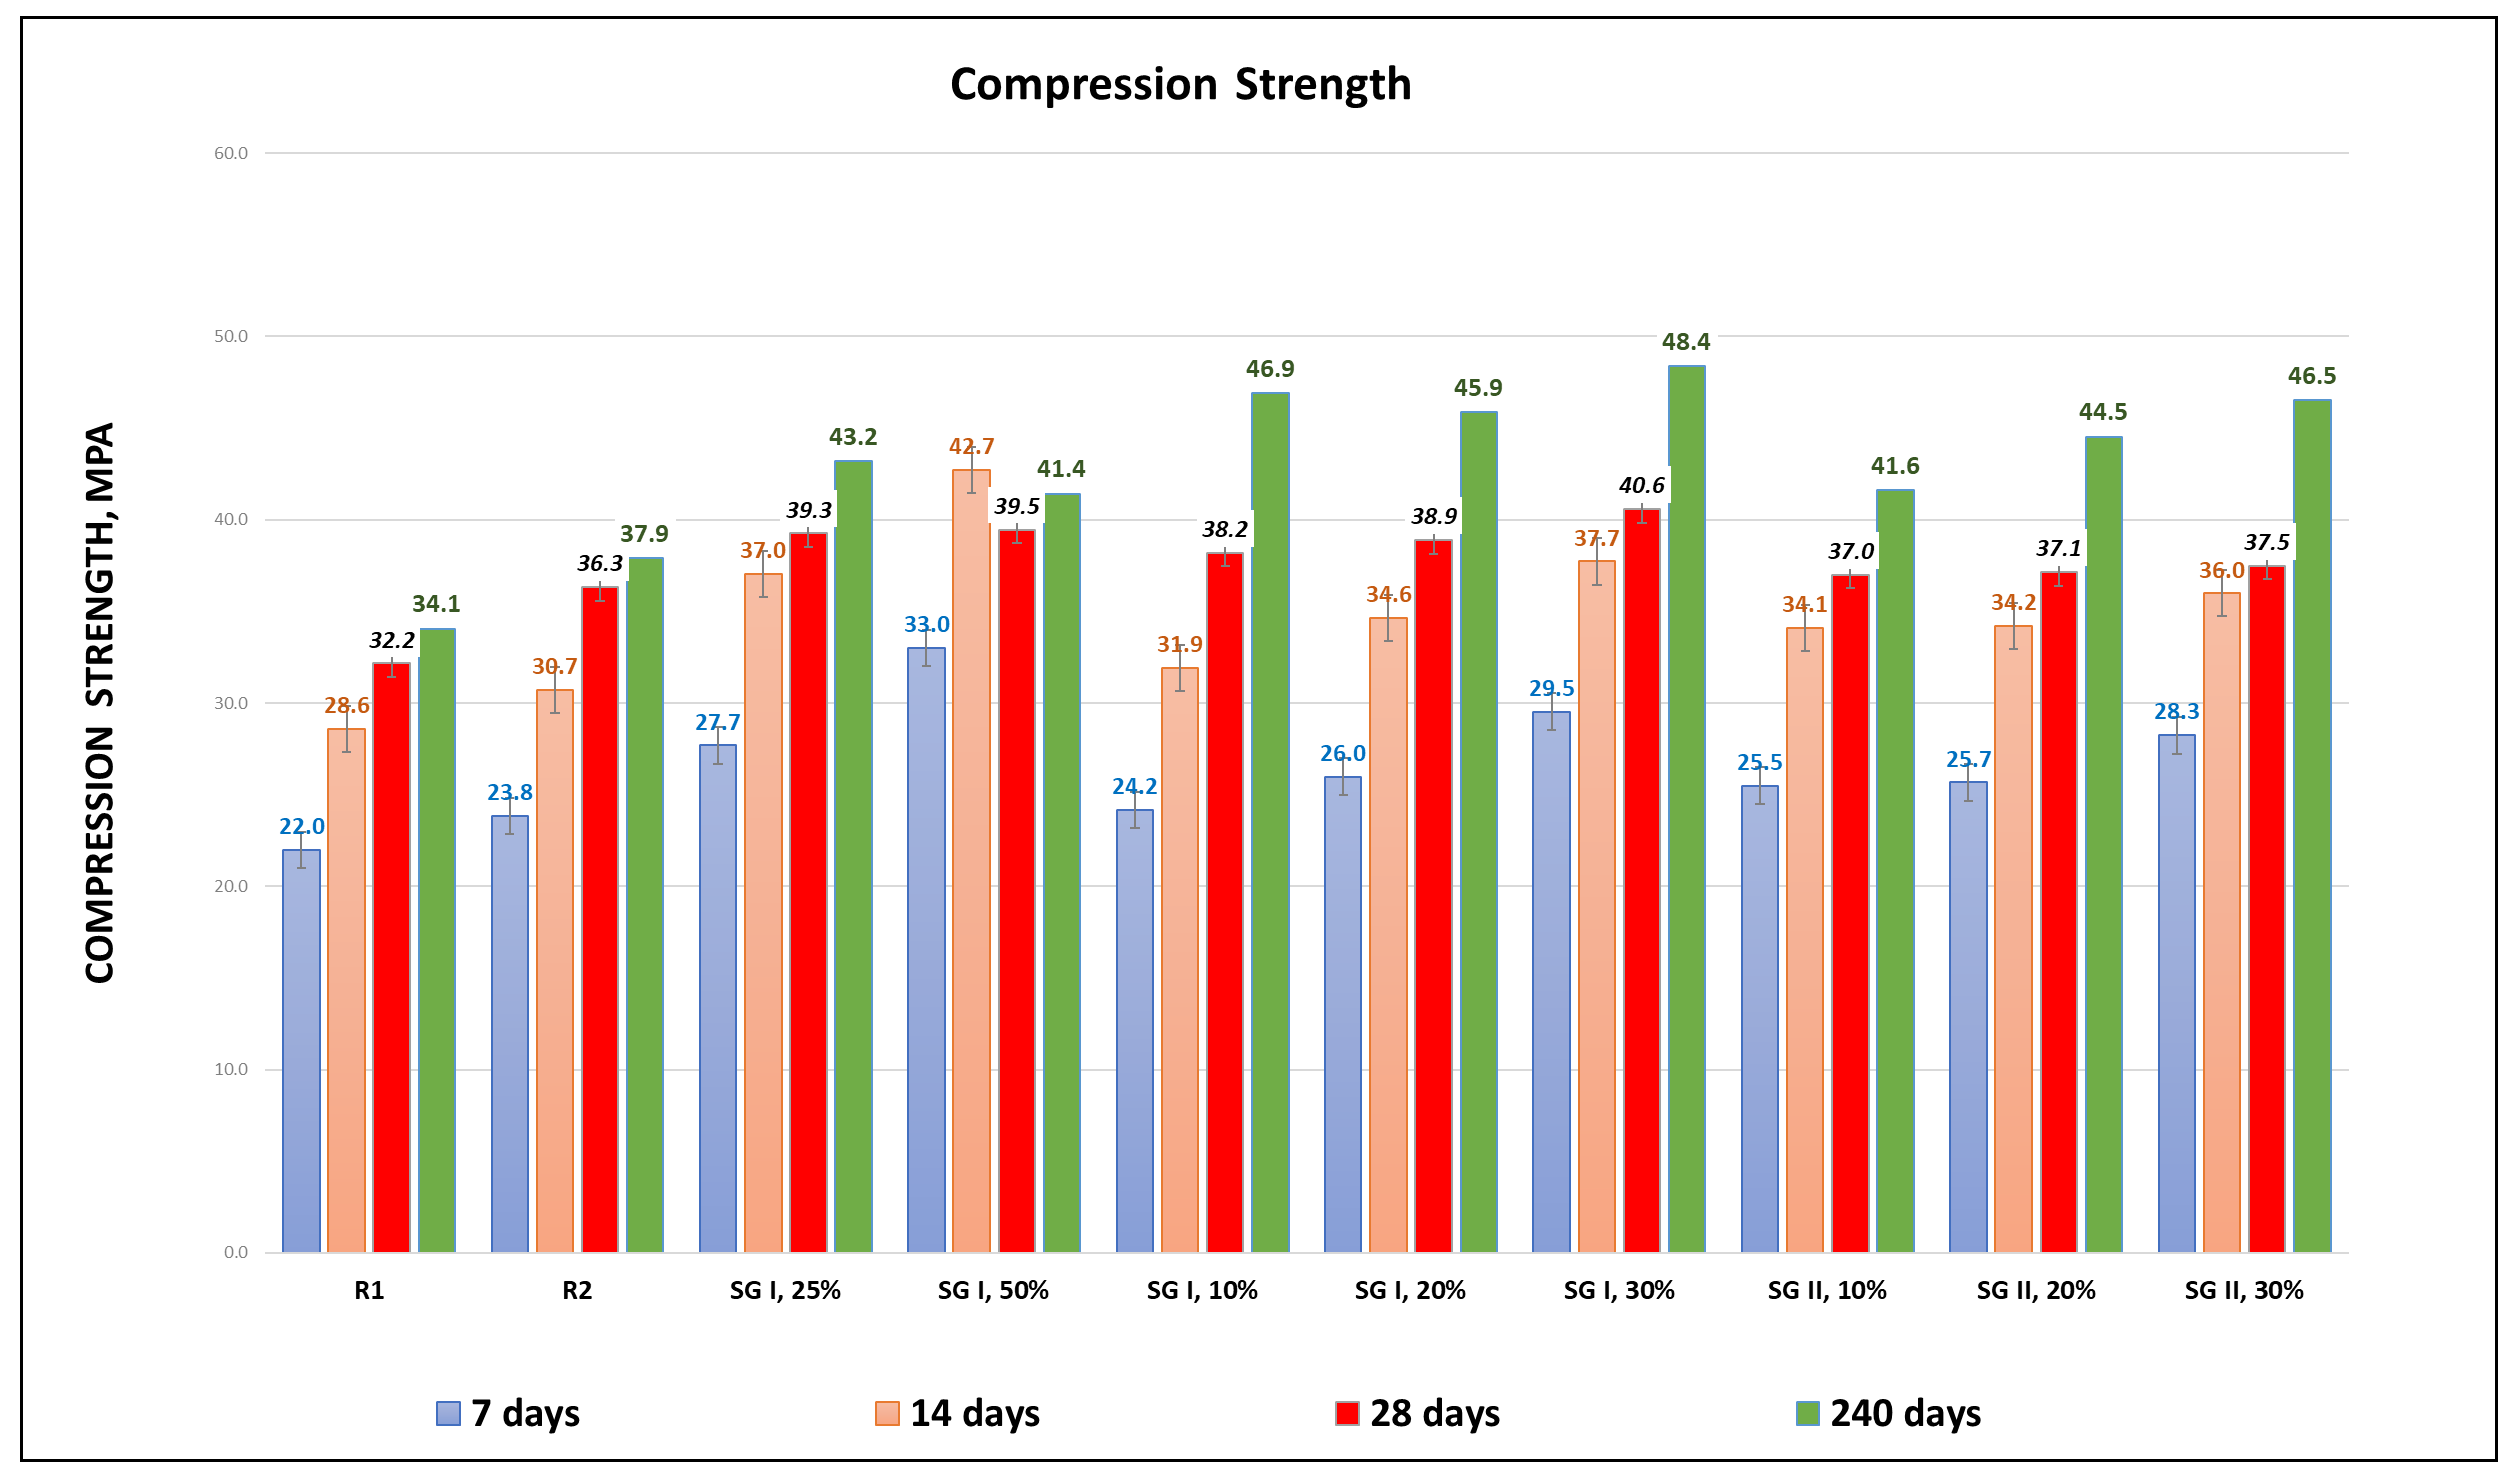 Compression Strength
COMPRESSION STRENGTH, MPA
60.0
50.0
40.0
30.0
20.0
10.0
0.0
22.0 28.6 32.2 34.1
23.8 30.7 36.3 37.9
27.7 37.0 39.3 43.2
33.0 42.7 39.5 41.4
24.2 31.9 38.2 46.9
26.0 34.6 38.9 45.9
29.5 37.7 40.6 48.4
25.5 34.1 37.0 41.6
25.7 34.2 37.1 44.5
28.3 36.0 37.5 46.5
R1 R2 SG I, 25% SG I, 50% SG I, 10% SG I, 20% SG I, 30% SG II, 10% SG II, 20% SG II, 30%
7 days 14 days 28 days 240 days